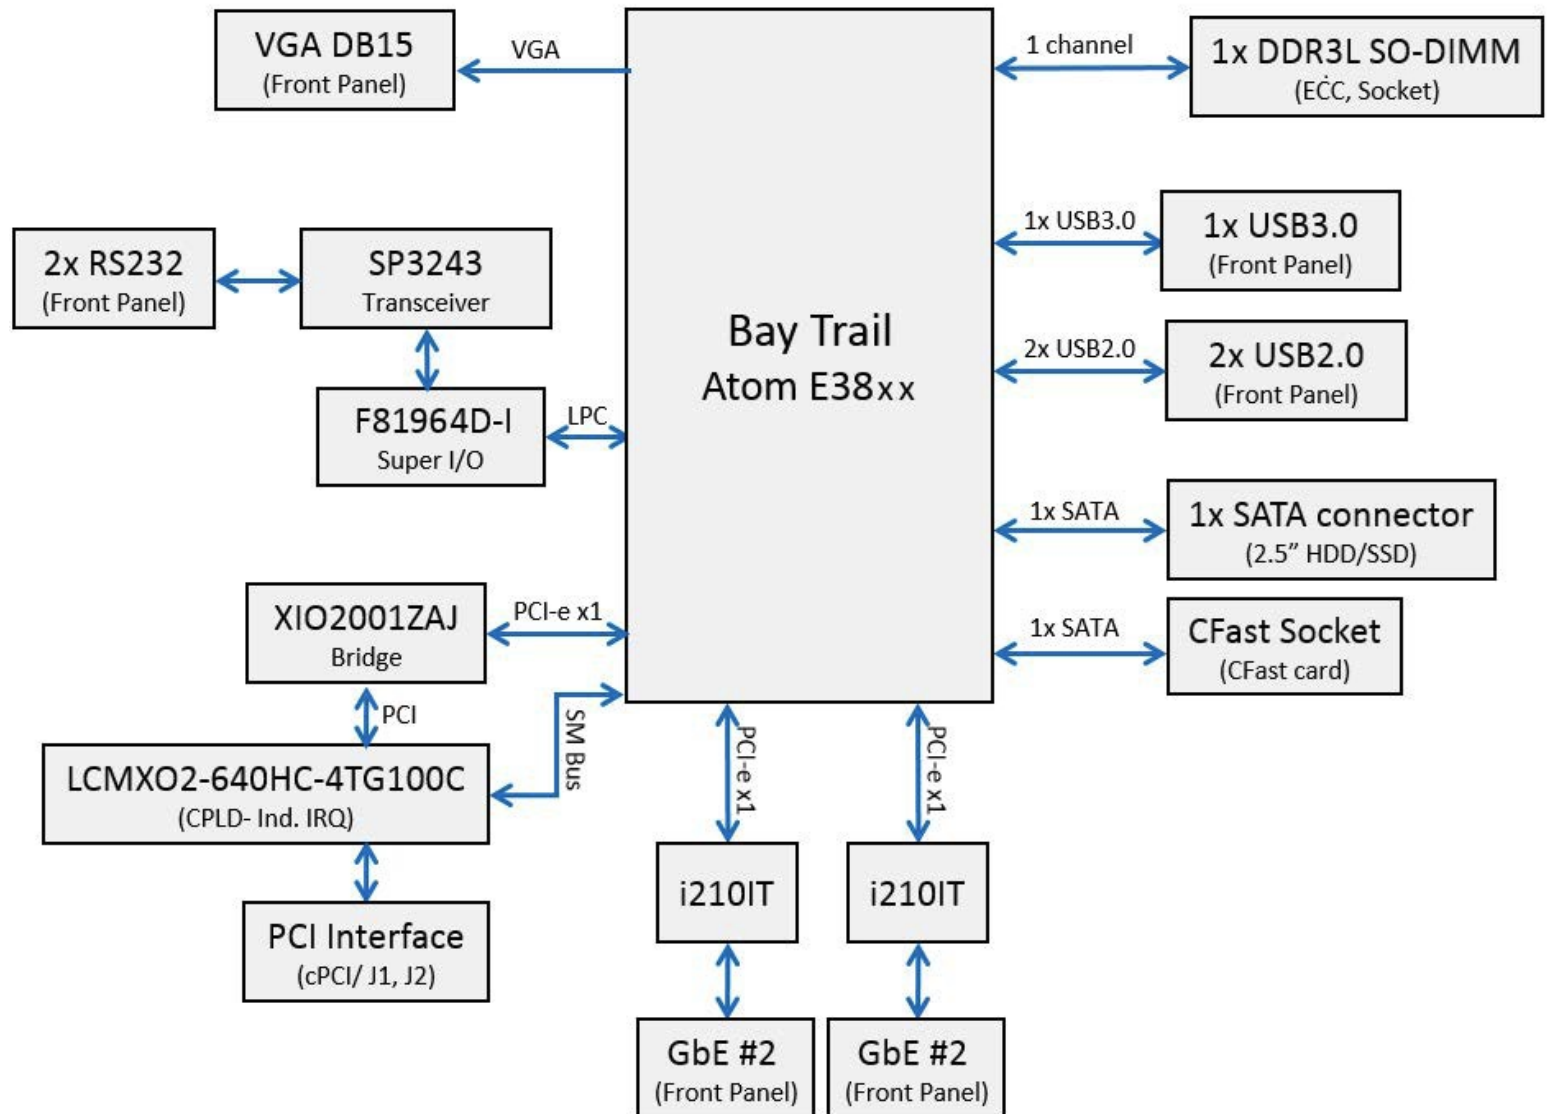 VGA DB15
(Front Panel)
VGA
1 channel
1x DDR3L SO-DIMM
(ECC, Socket)
2x RS232
(Front Panel)
SP3243
Transceiver
1x USB3.0
1x USB3.0
(Front Panel)
Bay Trail
Atom E38xx
2x USB2.0
2x USB2.0
(Front Panel)
F81964D-I
Super I/O
LPC
1x SATA
1x SATA connector
(2.5” HDD/SSD)
XIO2001ZAJ
Bridge
PCI-e x1
1x SATA
CFast Socket
(CFast card)
PCI
SM Bus
PCI-e x1
PCI-e x1
LCMXO2-640HC-4TG100C
(CPLD- Ind. IRQ)
i210IT
i210IT
PCI Interface
(cPCI/ J1, J2)
GbE #2
(Front Panel)
GbE #2
(Front Panel)